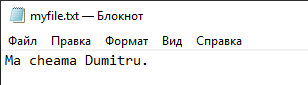 myfile.txt — Блокнот
Файл Правка Формат Вид Справка
Ma cheama Dumitru.